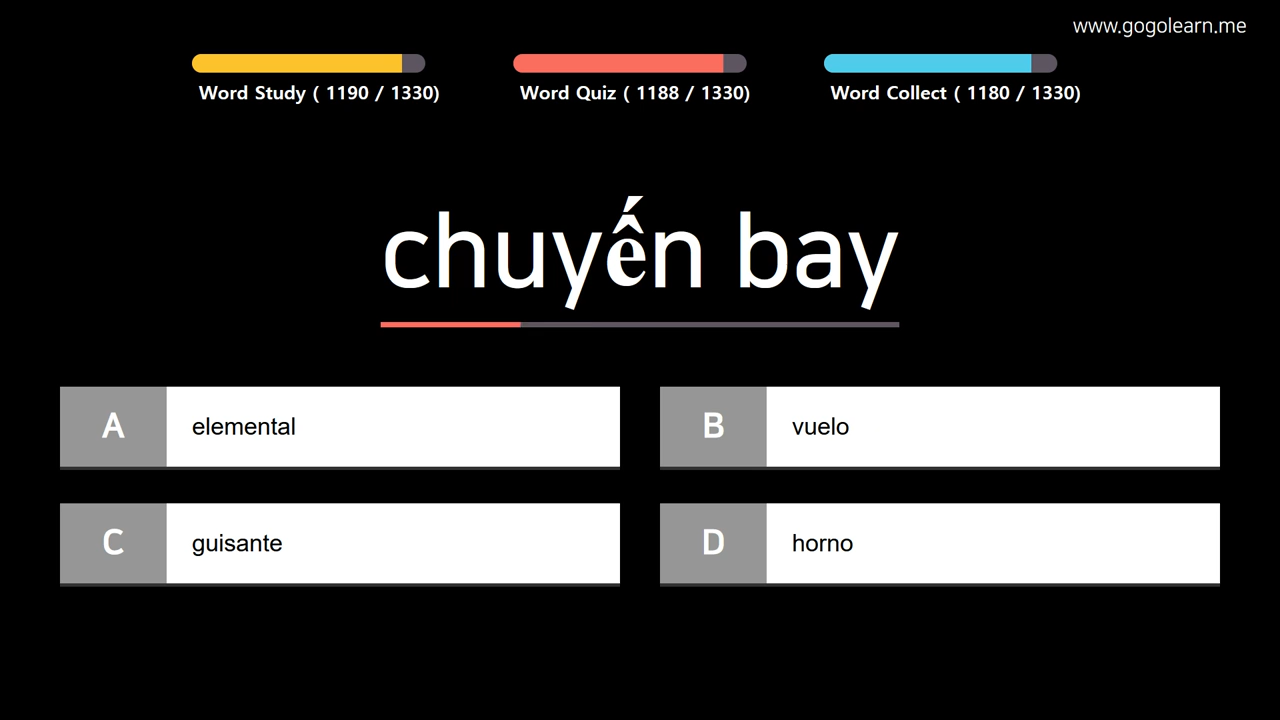 www.gogolearn.me
Word Study ( 1190 / 1330)
Word Quiz ( 1188 / 1330)
Word Collect ( 1180 / 1330)
chuyến bay
A elemental
B vuelo
C guisante
D horno